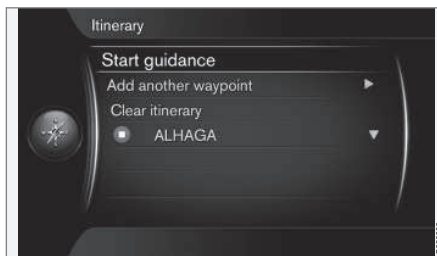 Itinerary
Start guidance
Add another waypoint
Clear itinerary
ALHAGA